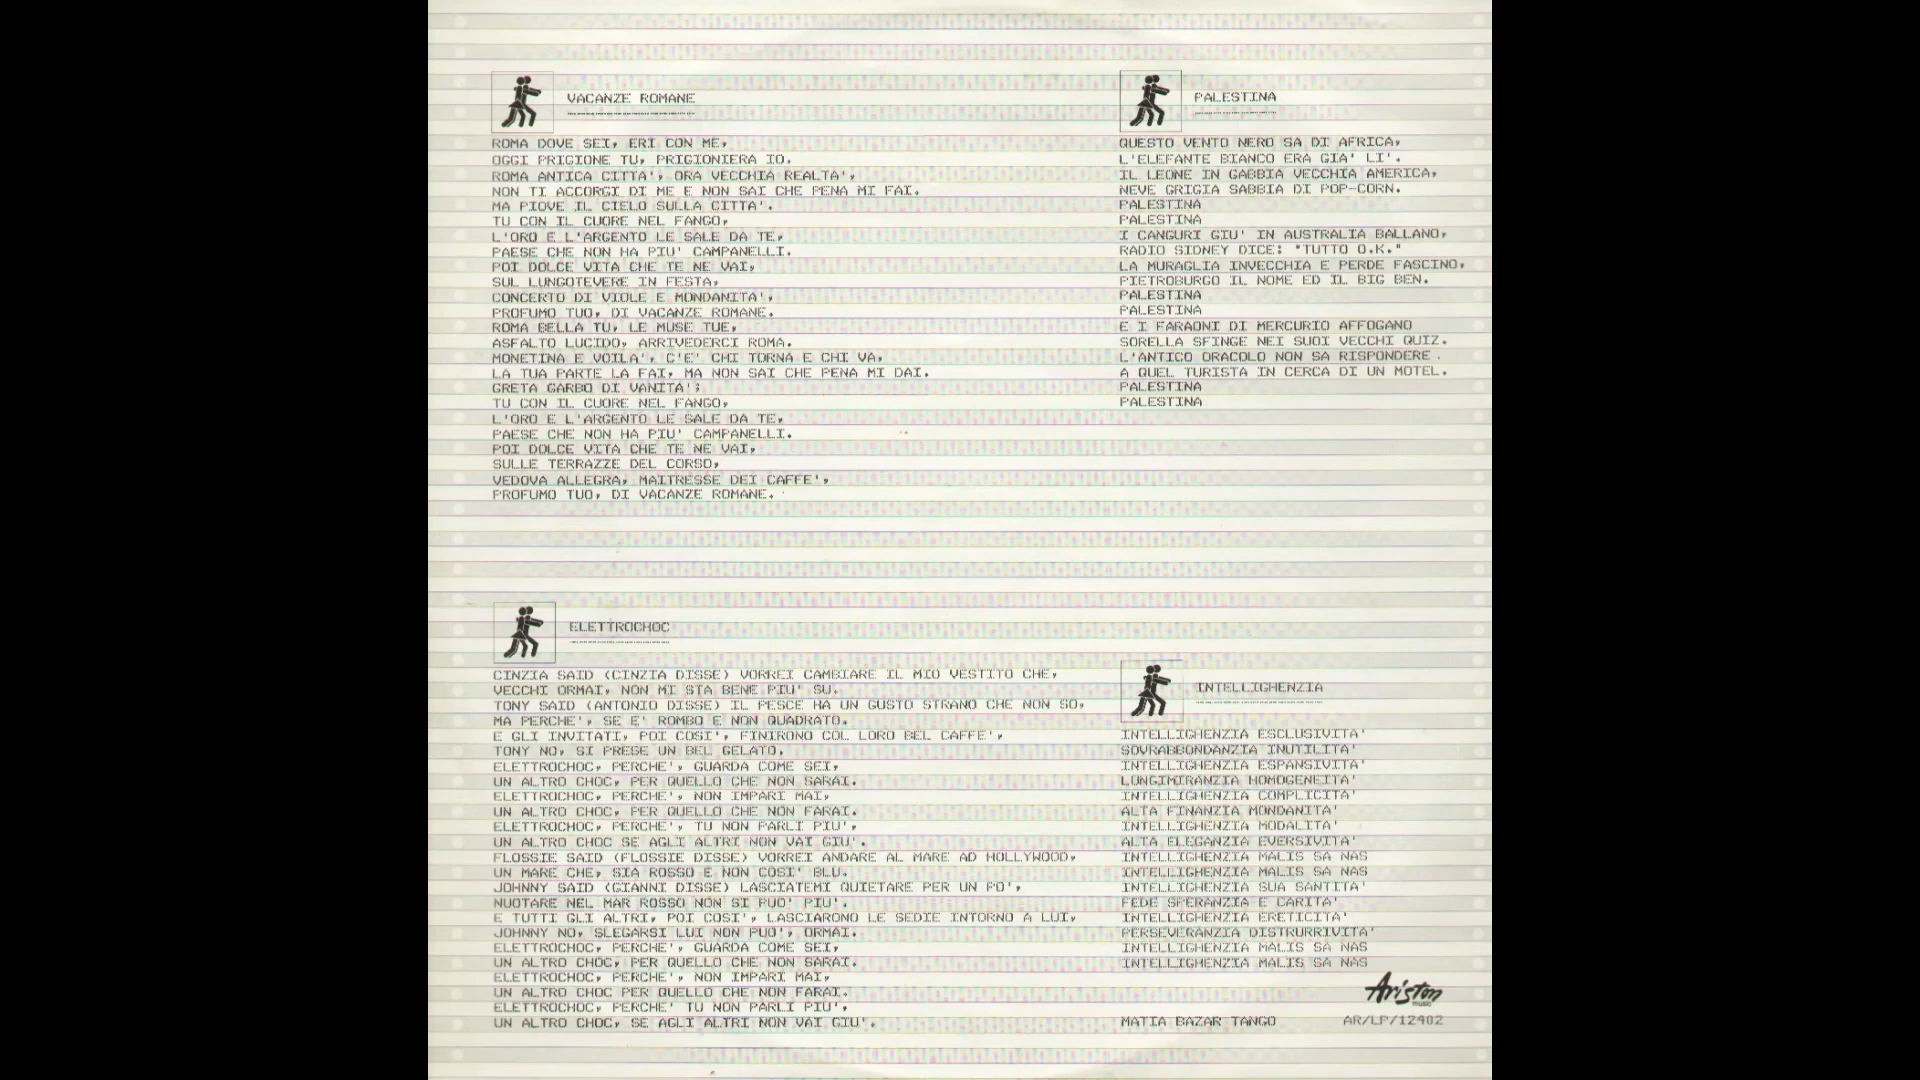 VACANZE ROMANE
ROMA DOVE SEI, ERI CON ME,
OGGI PRIGIONE TU, PRIGIONIERA IO.
ROMA ANTICA CITTA', ORA VECCHIA REALTA',
NON TI ACCORGI DI ME E NON SAI CHE PENA MI FAI.
MA PIOVE IL CIELO SULLA CITTA'.
TU CON IL CUORE NEL FANGO,
L'ORO E L'ARGENTO LE SALE DA TE,
PAESE CHE NON HA PIU' CAMPANELLI.
POI DOLCE VITA CHE TE NE VAI,
SUL LUNGOTEVERE IN FESTA,
CONCERTO DI VIOLE E MONDANITA',
PROFUMO TUO, DI VACANZE ROMANE.
ROMA BELLA TU, LE MUSE TUE,
ASFALTO LUCIDO, ARRIVEDERCI ROMA.
MONETINA E VOILA', C'E' CHI TORNA E CHI VA,
LA TUA PARTE LA FAI, MA NON SAI CHE PENA MI DAI.
GRETA GARBO DI VANITA';
TU CON IL CUORE NEL FANGO,
L'ORO E L'ARGENTO LE SALE DA TE,
PAESE CHE NON HA PIU' CAMPANELLI.
POI DOLCE VITA CHE TE NE VAI,
SULLE TERRAZZE DEL CORSO,
VEDOVA ALLEGRA, MAITRESSE DEI CAFFE',
PROFUMO TUO, DI VACANZE ROMANE.
PALESTINA
QUESTO VENTO NERO SA DI AFRICA,
L'ELEFANTE BIANCO ERA GIA' LI'.
IL LEONE IN GABBIA VECCHIA AMERICA,
NEVE GRIGIA SABBIA DI POP-CORN.
PALESTINA
PALESTINA
I CANGURI GIU' IN AUSTRALIA BALLANO,
RADIO SIDNEY DICE: "TUTTO O.K."
LA MURAGLIA INVECCHIA E PERDE FASCINO,
PIETROBURGO IL NOME ED IL BIG BEN.
PALESTINA
PALESTINA
E I FARAONI DI MERCURIO AFFOGANO
SORELLA SFINGE NEI SUOI VECCHI QUIZ.
L'ANTICO ORACOLO NON SA RISPONDERE.
A QUEL TURISTA IN CERCA DI UN MOTEL.
PALESTINA
PALESTINA
ELETTROCHOC
CINZIA SAID (CINZIA DISSE) VORREI CAMBIARE IL MIO VESTITO CHE,
VECCHI ORMAI, NON MI STA BENE PIU' SU.
TONY SAID (ANTONIO DISSE) IL PESCE HA UN GUSTO STRANO CHE NON SO,
MA PERCHE', SE E' ROMBO E NON QUADRATO.
E GLI INVITATI, POI COSI', FINIRONO COL LORO BEL CAFFE',
TONY NO, SI PRESE UN BEL GELATO.
ELETTROCHOC, PERCHE', GUARDA COME SEI,
UN ALTRO CHOC, PER QUELLO CHE NON SARAI.
ELETTROCHOC, PERCHE', NON IMPARI MAI,
UN ALTRO CHOC, PER QUELLO CHE NON FARAI.
ELETTROCHOC, PERCHE', TU NON PARLI PIU',
UN ALTRO CHOC SE AGLI ALTRI NON VAI GIU'.
FLOSSIE SAID (FLOSSIE DISSE) VORREI ANDARE AL MARE AD HOLLYWOOD,
UN MARE CHE, SIA ROSSO E NON COSI' BLU.
JOHNNY SAID (GIANNI DISSE) LASCIATEMI QUIETARE PER UN PO',
NUOTARE NEL MAR ROSSO NON SI PUO' PIU'.
E TUTTI GLI ALTRI, POI COSI', LASCIARONO LE SEDIE INTORNO A LUI,
JOHNNY NO, SLEGARSI LUI NON PUO', ORMAI.
ELETTROCHOC, PERCHE', GUARDA COME SEI,
UN ALTRO CHOC, PER QUELLO CHE NON SARAI.
ELETTROCHOC, PERCHE', NON IMPARI MAI,
UN ALTRO CHOC PER QUELLO CHE NON FARAI.
ELETTROCHOC, PERCHE' TU NON PARLI PIU',
UN ALTRO CHOC, SE AGLI ALTRI NON VAI GIU'.
INTELLIGHENZIA
INTELLIGHENZIA ESCLUSIVITA'
SOVRABBONDANZIA INUTILITA'
INTELLIGHENZIA ESPANSIVITA'
LUNGIMIRANZIA HOMOGENEITA'
INTELLIGHENZIA COMPLICITA'
ALTA FINANZIA MONDANITA'
INTELLIGHENZIA MODALITA'
ALTA ELEGANZIA EVERSIVITA'
INTELLIGHENZIA MALIS SA NAS
INTELLIGHENZIA MALIS SA NAS
INTELLIGHENZIA SUA SANTITA'
FEDE SPERANZIA E CARITA'
INTELLIGHENZIA ERETICITA'
PERSEVERANZIA DISTRURRIVITA'
INTELLIGHENZIA MALIS SA NAS
INTELLIGHENZIA MALIS SA NAS
Ariston
music
MATIA BAZAR TANGO AR/LP/12402